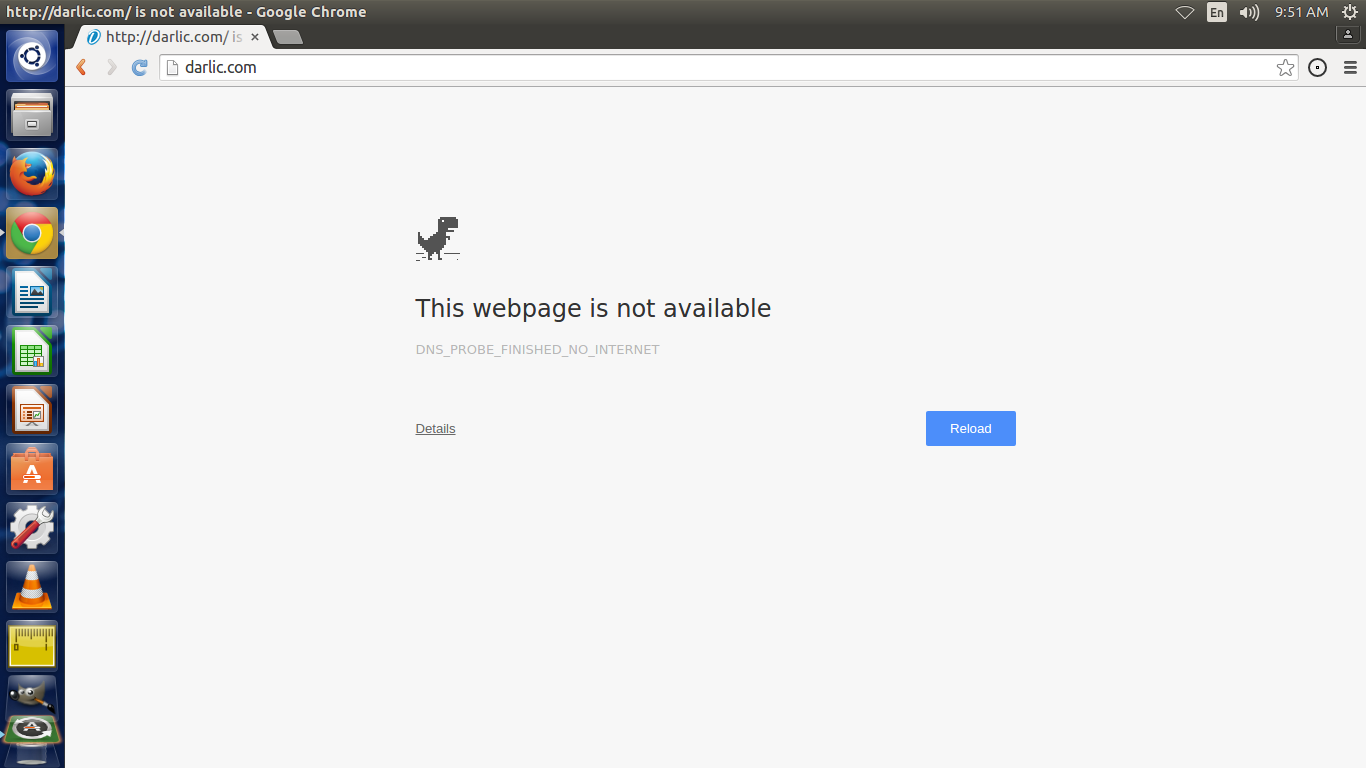 http://darlic.com/ is not available - Google Chrome
En
9:51 AM
http://darlic.com/ is
darlic.com
This webpage is not available
DNS_PROBE_FINISHED_NO_INTERNET
Details
Reload